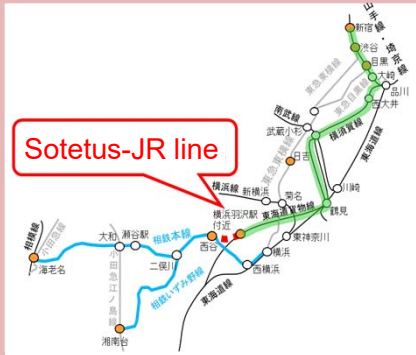 山手線・埼京線
新宿
渋谷
目黒
大崎
品川
西大井
東急東横線
東急目黒線
南武線
武蔵小杉
横須賀線
東海道線
Sotetus-JR line
日吉
東急東横線
横浜線
新横浜
菊名
川崎
横浜羽沢駅
付近
東海道貨物線
鶴見
相模線
小田急線
大和
瀬谷駅
相鉄本線
西谷
東神奈川
横浜
海老名
二俣川
西横浜
相鉄いずみ野線
小田急江ノ島線
東海道線
湘南台